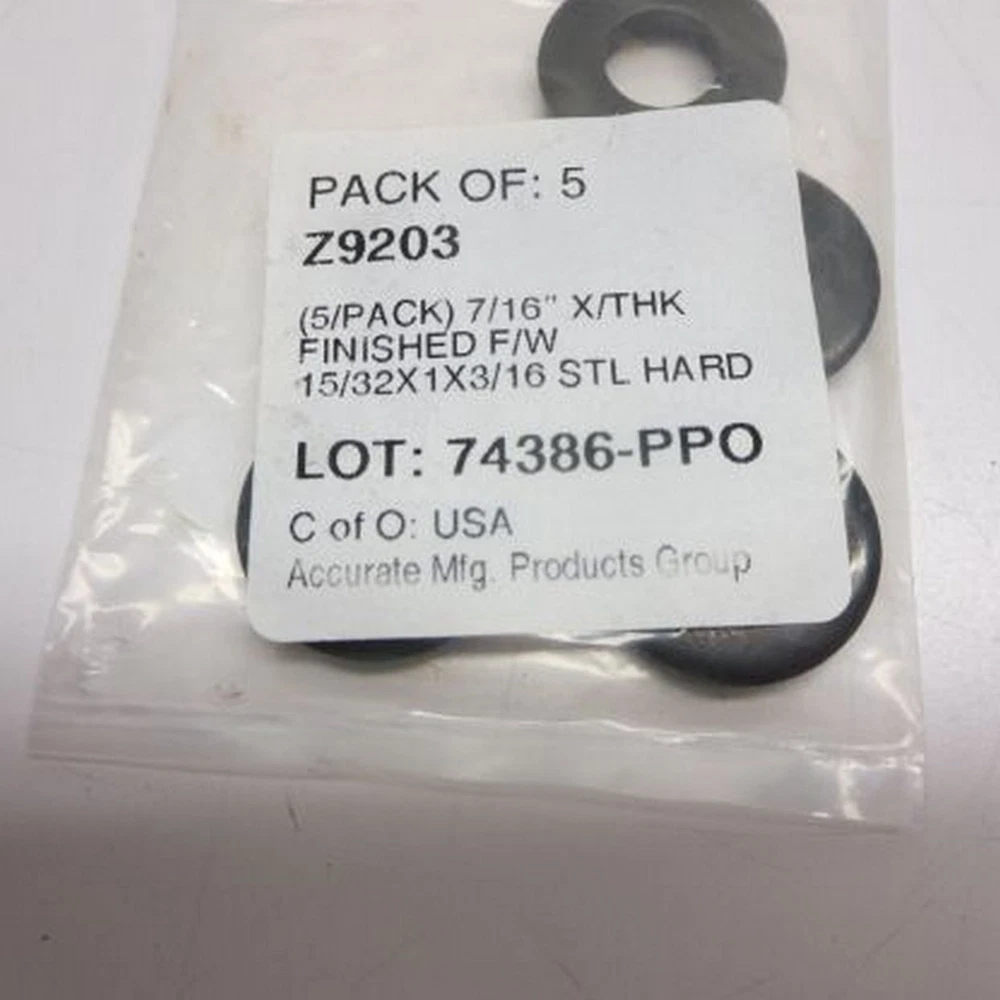 PACK OF: 5
Z9203
(5/PACK) 7/16" X/THK
FINISHED F/W
15/32X1X3/16 STL HARD
LOT: 74386-PPO
C of O: USA
Accurate Mfg. Products Group